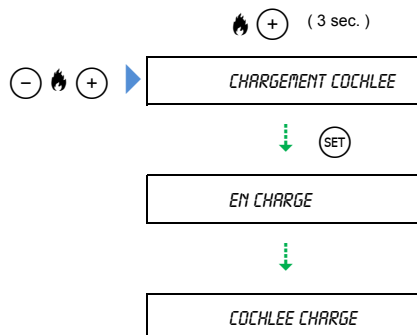 + ( 3 sec. )
− + CHARGEMENT COCHLEE
SET
EN CHARGE
COCHLEE CHARGE